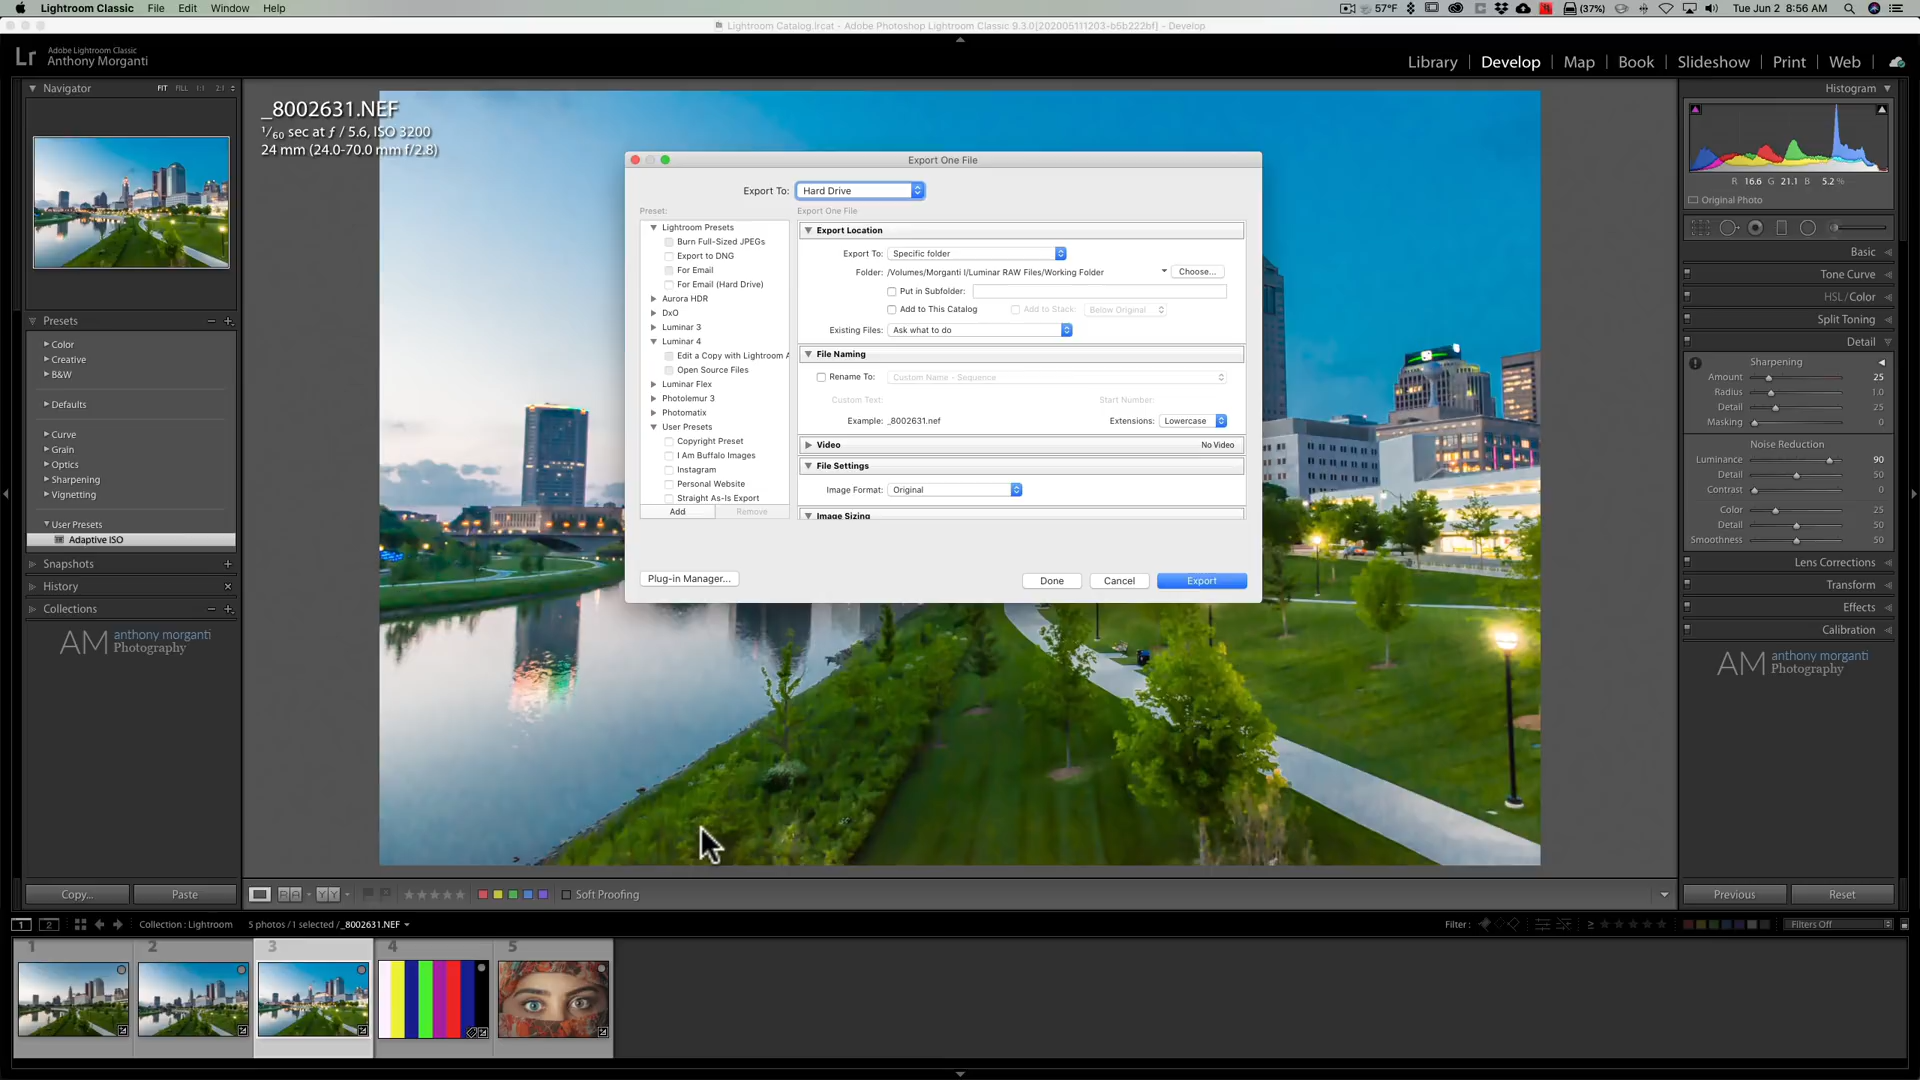 Lightroom Classic File Edit Window Help
57°F (37%) Tue Jun 2 8:56 AM
Lightroom Catalog.lrcat - Adobe Photoshop Lightroom Classic 9.3.0[202005111203-b5b222bf] - Develop
Lr Adobe Lightroom Classic
Anthony Morganti
Library Develop Map Book Slideshow Print Web
Navigator FIT FILL 1:1 2:1
Presets
Color
Creative
B&W
Defaults
Curve
Grain
Optics
Sharpening
Vignetting
User Presets
Adaptive ISO
Snapshots
History
Collections
AM anthony morganti
Photography
Copy... Paste
_8002631.NEF
1/60 sec at ƒ / 5.6, ISO 3200
24 mm (24.0-70.0 mm f/2.8)
Export One File
Export To: Hard Drive
Preset:
Lightroom Presets
Burn Full-Sized JPEGs
Export to DNG
For Email
For Email (Hard Drive)
Aurora HDR
DxO
Luminar 3
Luminar 4
Edit a Copy with Lightroom A
Open Source Files
Luminar Flex
Photolemur 3
Photomatix
User Presets
Copyright Preset
I Am Buffalo Images
Instagram
Personal Website
Straight As-Is Export
Add Remove
Plug-in Manager...
Export One File
Export Location
Export To: Specific folder
Folder: /Volumes/Morganti I/Luminar RAW Files/Working Folder Choose...
Put in Subfolder:
Add to This Catalog Add to Stack: Below Original
Existing Files: Ask what to do
File Naming
Rename To: Custom Name - Sequence
Custom Text: Start Number:
Example: _8002631.nef Extensions: Lowercase
Video No Video
File Settings
Image Format: Original
Image Sizing
Done Cancel Export
Histogram
R 16.6 G 21.1 B 5.2 %
Original Photo
Basic
Tone Curve
HSL/Color
Split Toning
Detail
Sharpening
Amount 25
Radius 1.0
Detail 25
Masking 0
Noise Reduction
Luminance 90
Detail 50
Contrast 0
Color 25
Detail 50
Smoothness 50
Lens Corrections
Transform
Effects
Calibration
AM anthony morganti
Photography
Previous Reset
Soft Proofing
1 2 Collection : Lightroom 5 photos / 1 selected / _8002631.NEF
Filter : Filters Off
1 2 3 4 5